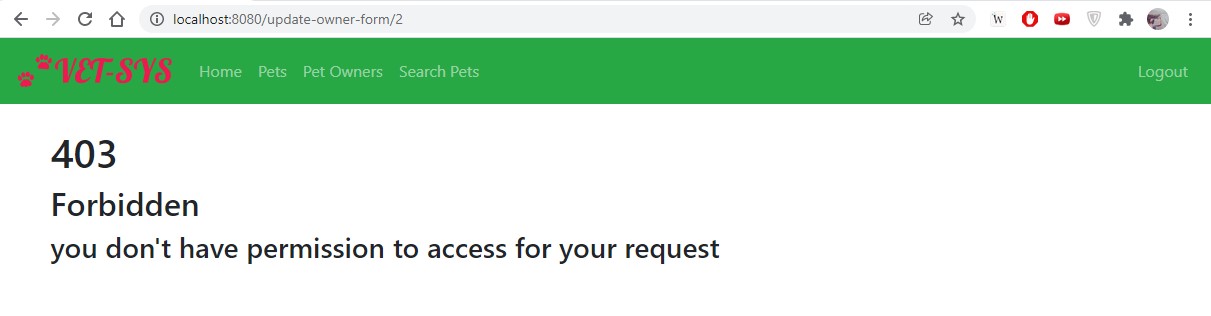 localhost:8080/update-owner-form/2
W
VET-SYS Home Pets Pet Owners Search Pets Logout
403
Forbidden
you don't have permission to access for your request